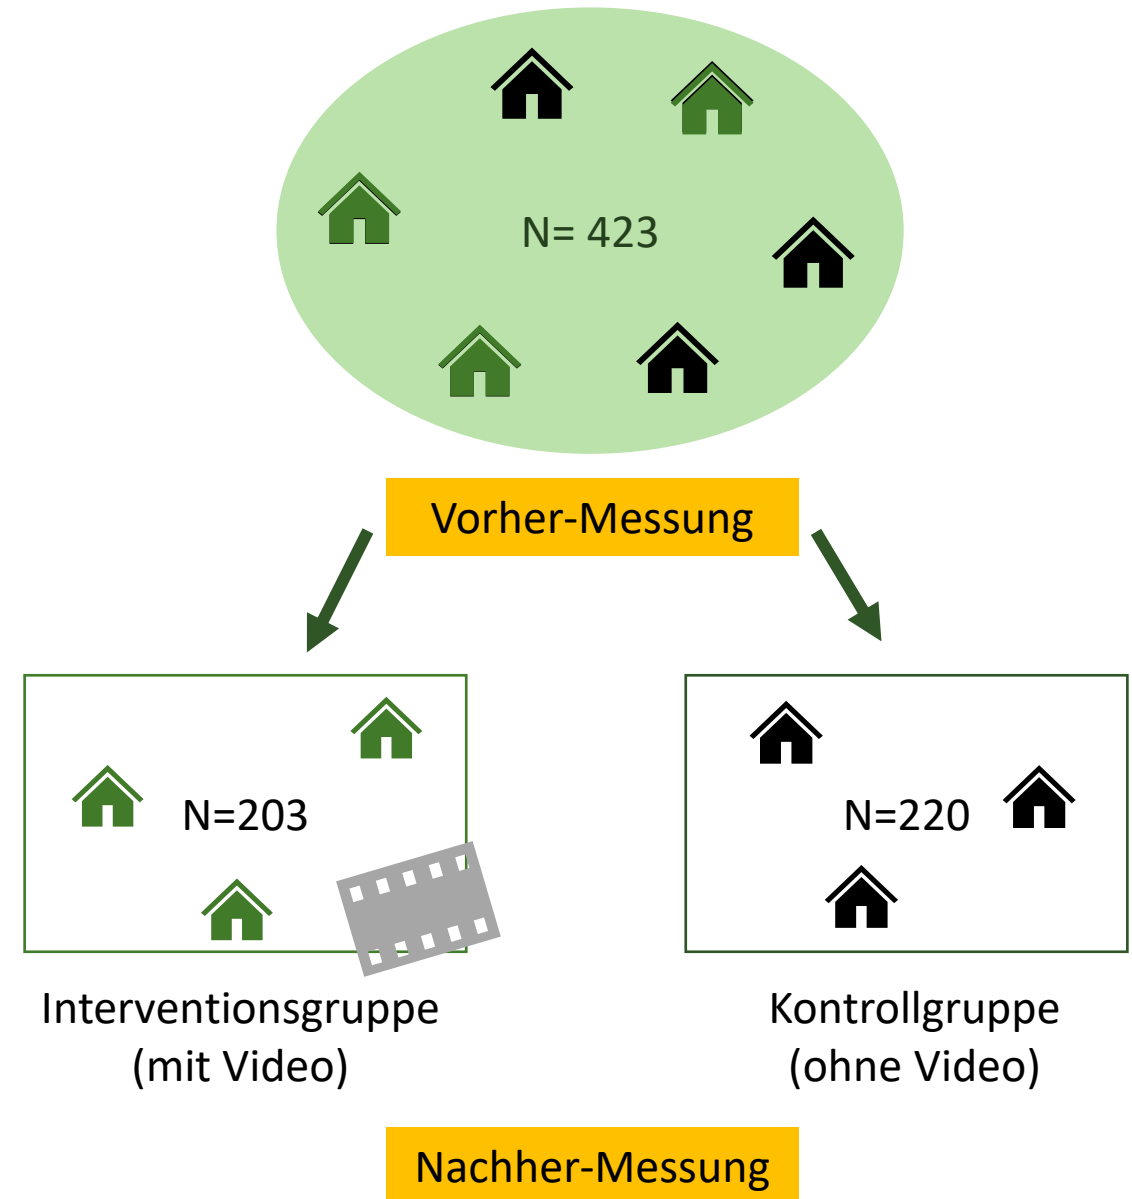 N= 423
Vorher-Messung
N=203
N=220
Interventionsgruppe
(mit Video)
Kontrollgruppe
(ohne Video)
Nachher-Messung